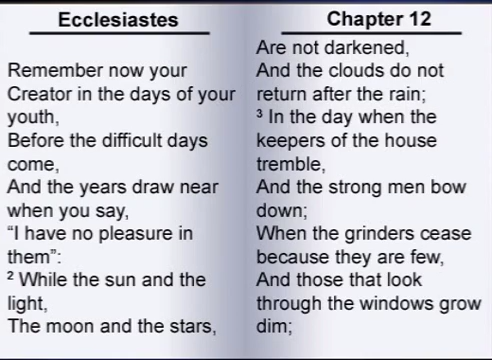 Ecclesiastes
Remember now your
Creator in the days of your
youth,
Before the difficult days
come,
And the years draw near
when you say,
“I have no pleasure in
them”:
² While the sun and the
light,
The moon and the stars,
Chapter 12
Are not darkened,
And the clouds do not
return after the rain;
³ In the day when the
keepers of the house
tremble,
And the strong men bow
down;
When the grinders cease
because they are few,
And those that look
through the windows grow
dim;